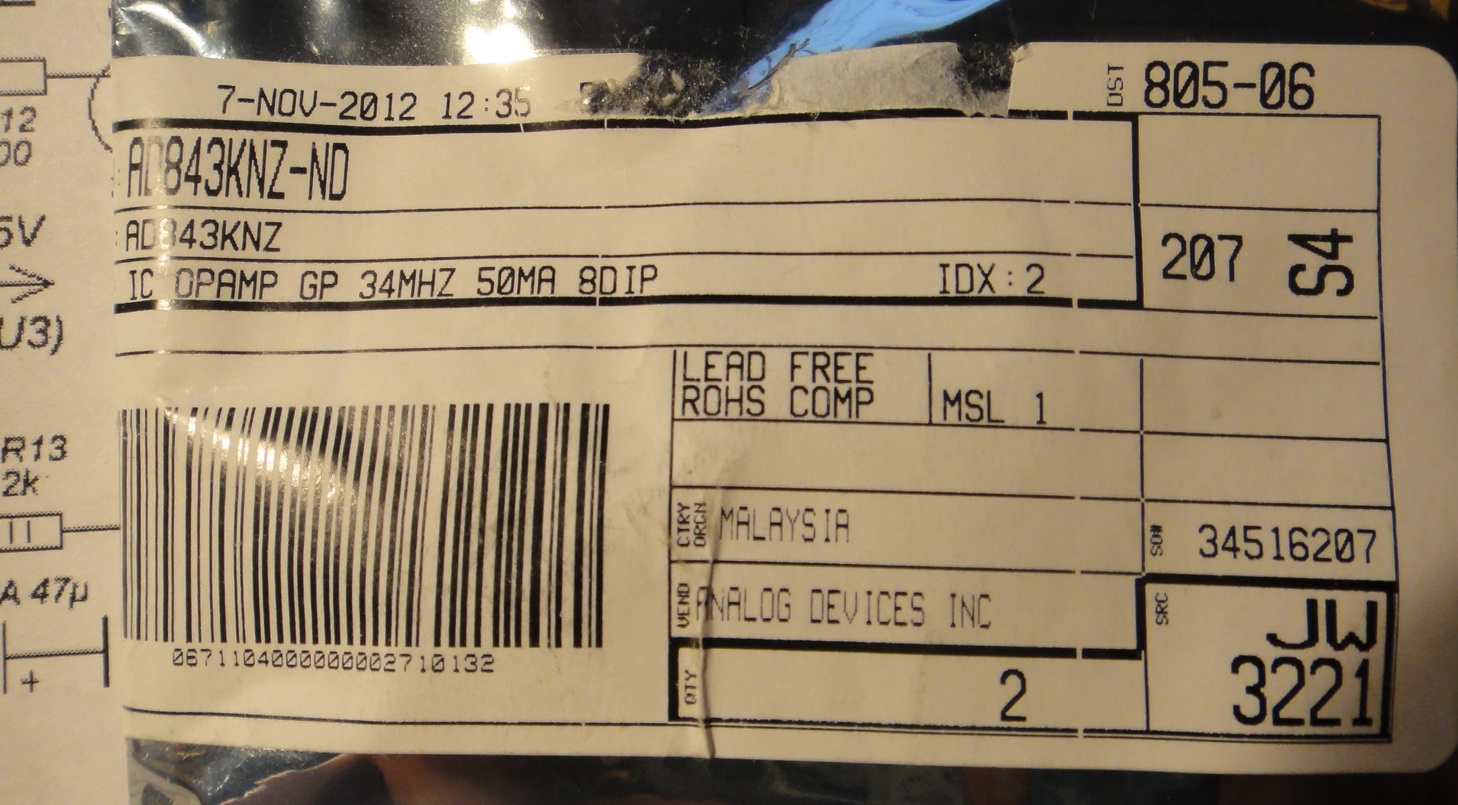 7-NOV-2012 12:35
DST 805-06
AD843KNZ-ND
AD843KNZ
207 S4
IC OPAMP GP 34MHZ 50MA 8DIP IDX:2
LEAD FREE
ROHS COMP
MSL 1
CTRY ORGN MALAYSIA
SO# 34516207
VEND ANALOG DEVICES INC
SRC JW
3221
QTY 2
0671104000000002710132
12
00
5V
U3)
R13
2k
A 47µ
+